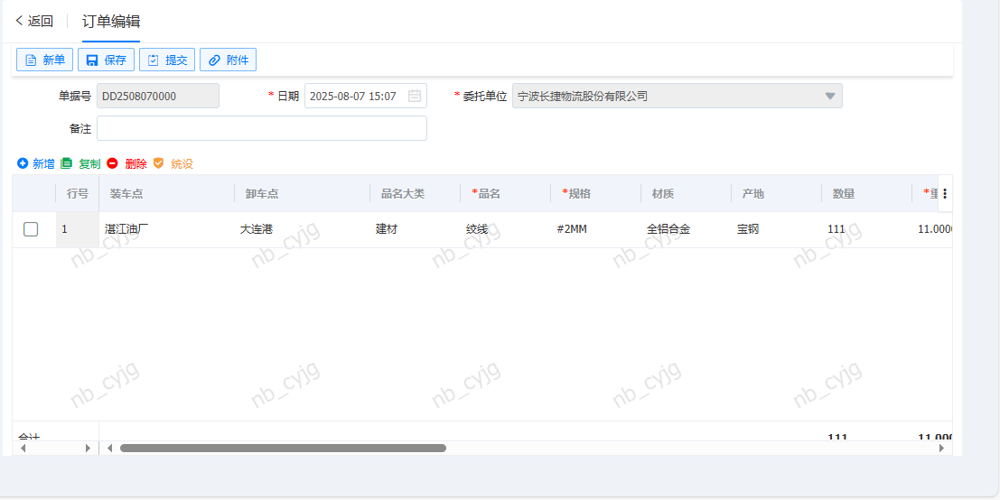 返回 订单编辑
新单 保存 提交 附件
单据号 DD2508070000 * 日期 2025-08-07 15:07 * 委托单位 宁波长捷物流股份有限公司
备注
新增 复制 删除 统设
行号 装车点 卸车点 品名大类 *品名 *规格 材质 产地 数量 *重
1 湛江油厂 大连港 建材 绞线 #2MM 全铝合金 宝钢 111 11.000
nb_cyjg nb_cyjg nb_cyjg nb_cyjg nb_cyjg
nb_cyjg nb_cyjg nb_cyjg nb_cyjg nb_cyjg
合计 111 11.000